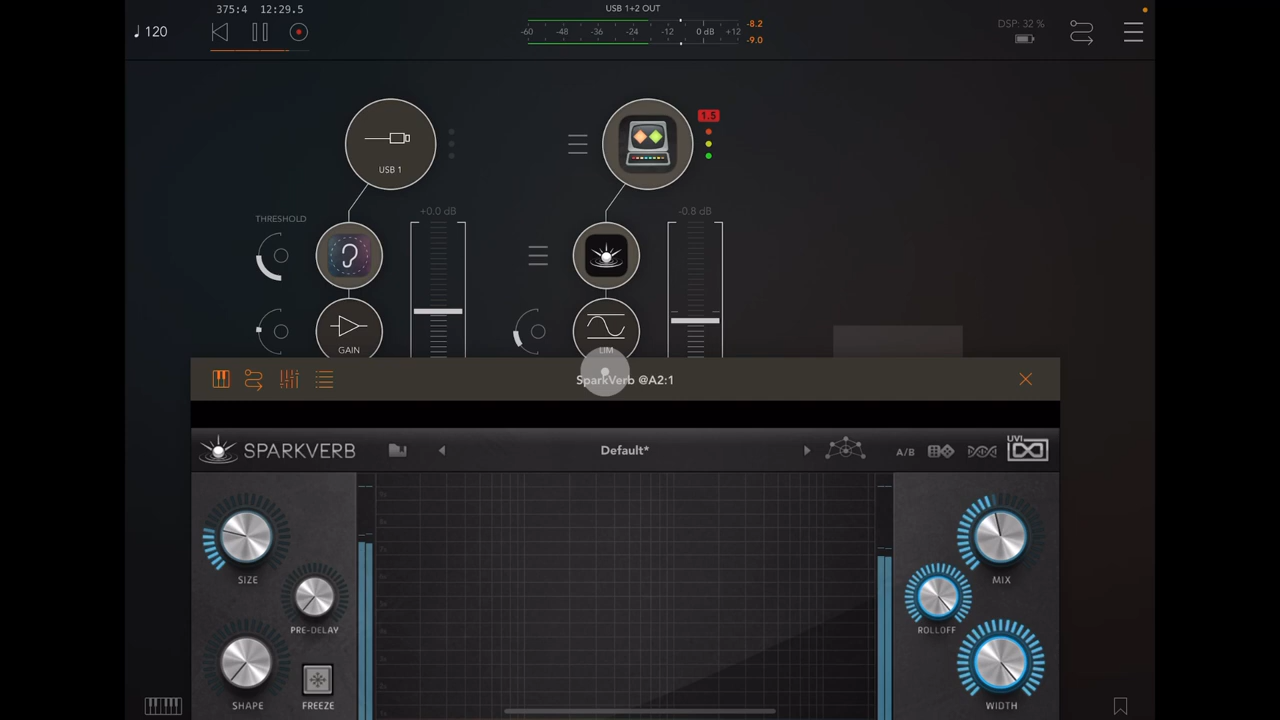 375:4 12:29.5
USB 1+2 OUT
♩ 120
-60 -48 -36 -24 -12 0 dB +12
-8.2
-9.0
DSP: 32 %
1.5
USB 1
+0.0 dB
-0.8 dB
THRESHOLD
GAIN
LIM
SparkVerb @A2:1
SPARKVERB
Default*
A/B
UVI
SIZE
MIX
PRE-DELAY
ROLLOFF
SHAPE
FREEZE
WIDTH